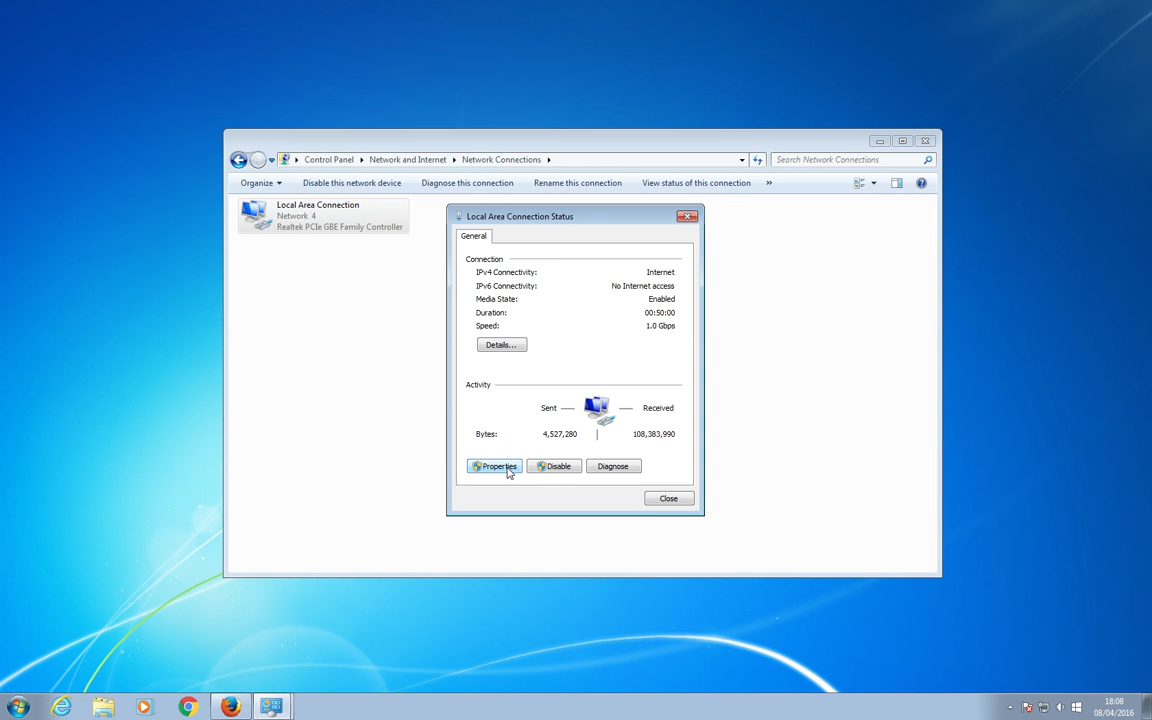 Control Panel Network and Internet Network Connections
Search Network Connections
Organize Disable this network device Diagnose this connection Rename this connection View status of this connection »
Local Area Connection
Network 4
Realtek PCIe GBE Family Controller
Local Area Connection Status
General
Connection
IPv4 Connectivity: Internet
IPv6 Connectivity: No Internet access
Media State: Enabled
Duration: 00:50:00
Speed: 1.0 Gbps
Details...
Activity
Sent Received
Bytes: 4,527,280 108,383,990
Properties Disable Diagnose
Close
18:08
08/04/2016